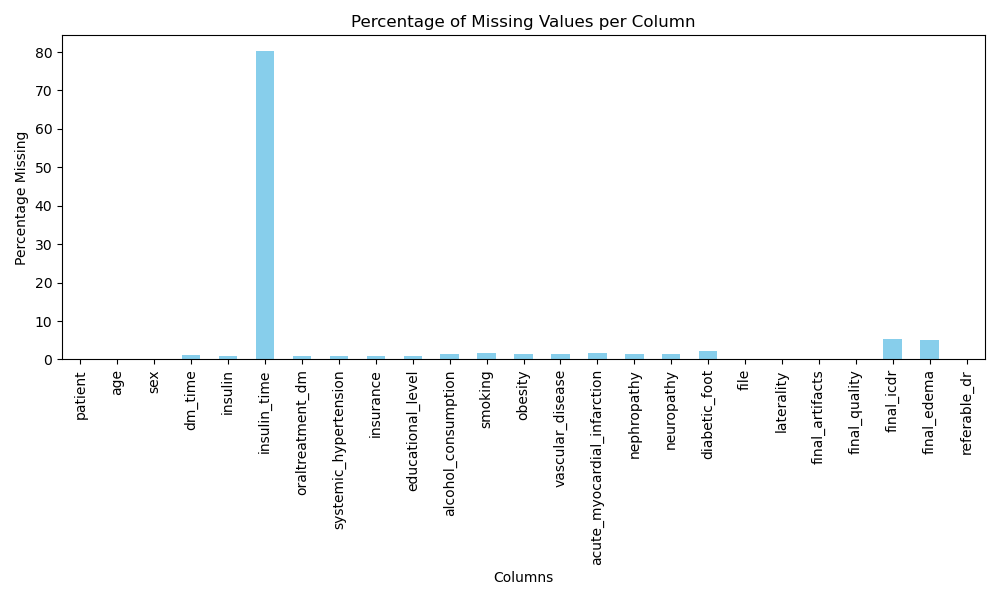 Percentage of Missing Values per Column
Percentage Missing
80
70
60
50
40
30
20
10
0
patient
age
sex
dm_time
insulin
insulin_time
oraltreatment_dm
systemic_hypertension
insurance
educational_level
alcohol_consumption
smoking
obesity
vascular_disease
acute_myocardial_infarction
nephropathy
neuropathy
diabetic_foot
file
laterality
final_artifacts
final_quality
final_icdr
final_edema
referable_dr
Columns